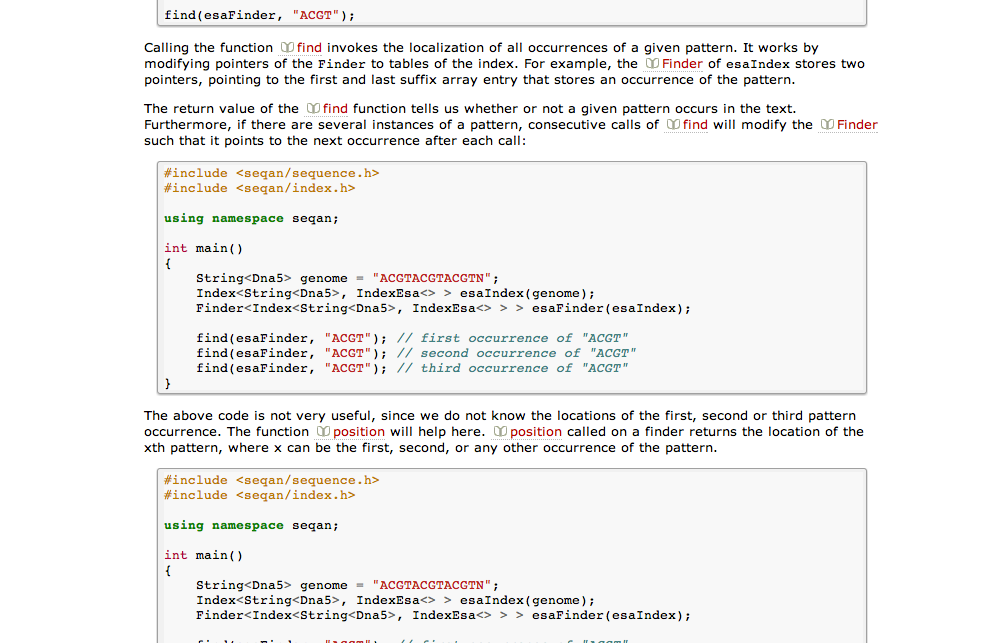 find(esaFinder, "ACGT");
Calling the function find invokes the localization of all occurrences of a given pattern. It works by
modifying pointers of the Finder to tables of the index. For example, the Finder of esaIndex stores two
pointers, pointing to the first and last suffix array entry that stores an occurrence of the pattern.
The return value of the find function tells us whether or not a given pattern occurs in the text.
Furthermore, if there are several instances of a pattern, consecutive calls of find will modify the Finder
such that it points to the next occurrence after each call:
#include <seqan/sequence.h>
#include <seqan/index.h>
using namespace seqan;
int main()
{
String<Dna5> genome = "ACGTACGTACGTN";
Index<String<Dna5>, IndexEsa<> > esaIndex(genome);
Finder<Index<String<Dna5>, IndexEsa<> > > esaFinder(esaIndex);
find(esaFinder, "ACGT"); // first occurrence of "ACGT"
find(esaFinder, "ACGT"); // second occurrence of "ACGT"
find(esaFinder, "ACGT"); // third occurrence of "ACGT"
}
The above code is not very useful, since we do not know the locations of the first, second or third pattern
occurrence. The function position will help here. position called on a finder returns the location of the
xth pattern, where x can be the first, second, or any other occurrence of the pattern.
#include <seqan/sequence.h>
#include <seqan/index.h>
using namespace seqan;
int main()
{
String<Dna5> genome = "ACGTACGTACGTN";
Index<String<Dna5>, IndexEsa<> > esaIndex(genome);
Finder<Index<String<Dna5>, IndexEsa<> > > esaFinder(esaIndex);